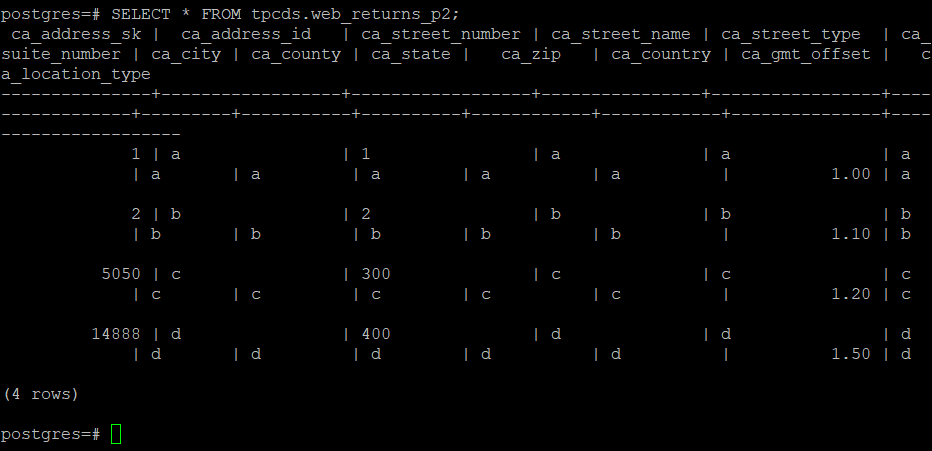 postgres=# SELECT * FROM tpcds.web_returns_p2;
 ca_address_sk |  ca_address_id   | ca_street_number | ca_street_name | ca_street_type  | ca_
suite_number | ca_city | ca_county | ca_state |   ca_zip   | ca_country | ca_gmt_offset |   c
a_location_type
---------------+------------------+------------------+----------------+-----------------+----
-------------+---------+-----------+----------+------------+------------+---------------+----
------------------
             1 | a                | 1                | a              | a               | a
             | a       | a         | a        | a          | a          |          1.00 | a

             2 | b                | 2                | b              | b               | b
             | b       | b         | b        | b          | b          |          1.10 | b

          5050 | c                | 300              | c              | c               | c
             | c       | c         | c        | c          | c          |          1.20 | c

         14888 | d                | 400              | d              | d               | d
             | d       | d         | d        | d          | d          |          1.50 | d

(4 rows)

postgres=#